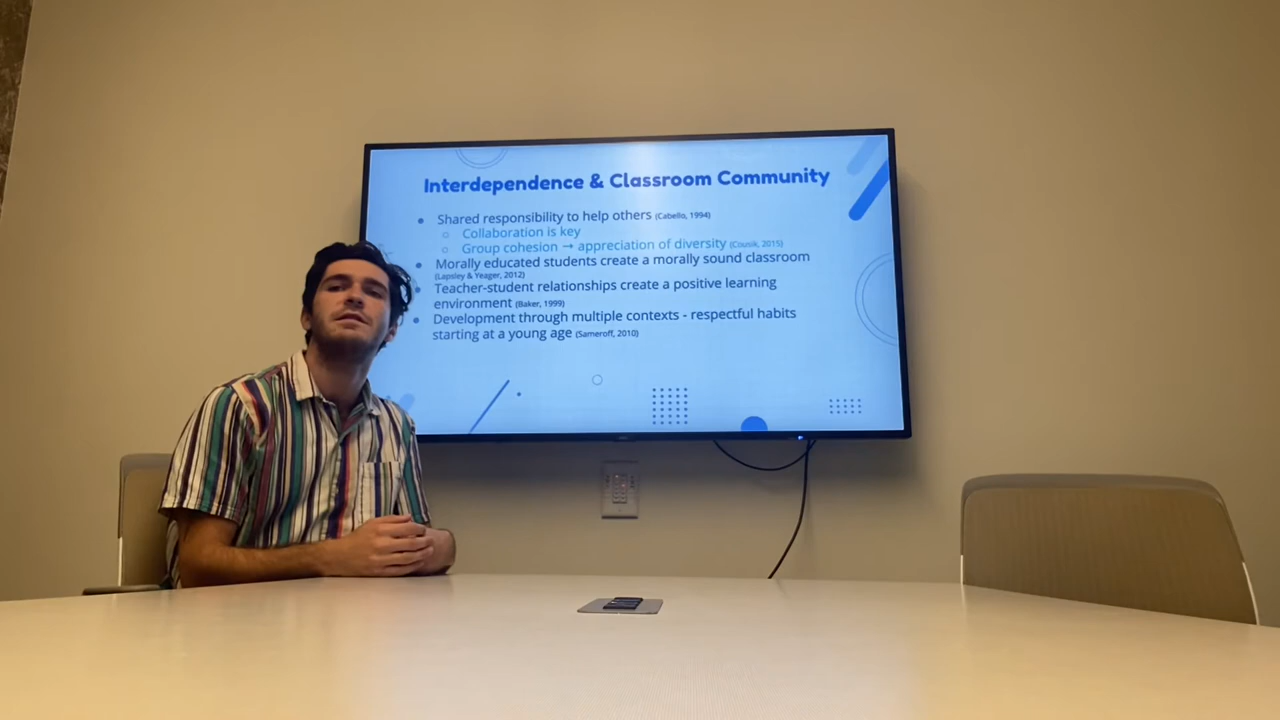 Interdependence & Classroom Community
● Shared responsibility to help others (Cabello, 1994)
○ Collaboration is key
○ Group cohesion → appreciation of diversity (Cousik, 2015)
● Morally educated students create a morally sound classroom
(Lapsley & Yeager, 2012)
● Teacher-student relationships create a positive learning
environment (Baker, 1999)
● Development through multiple contexts - respectful habits
starting at a young age (Sameroff, 2010)